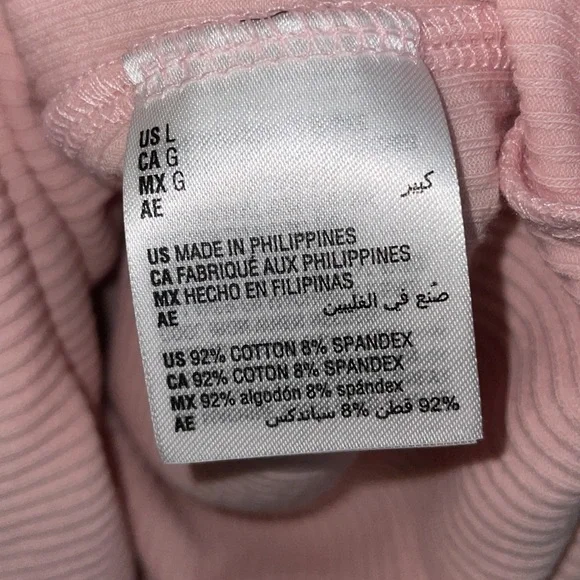 US L
CA G
MX G
AE كبير
US MADE IN PHILIPPINES
CA FABRIQUÉ AUX PHILIPPINES
MX HECHO EN FILIPINAS
AE صنع في الفلبين
US 92% COTTON 8% SPANDEX
CA 92% COTON 8% SPANDEX
MX 92% algodón 8% spándex
AE 92% قطن 8% سباندكس